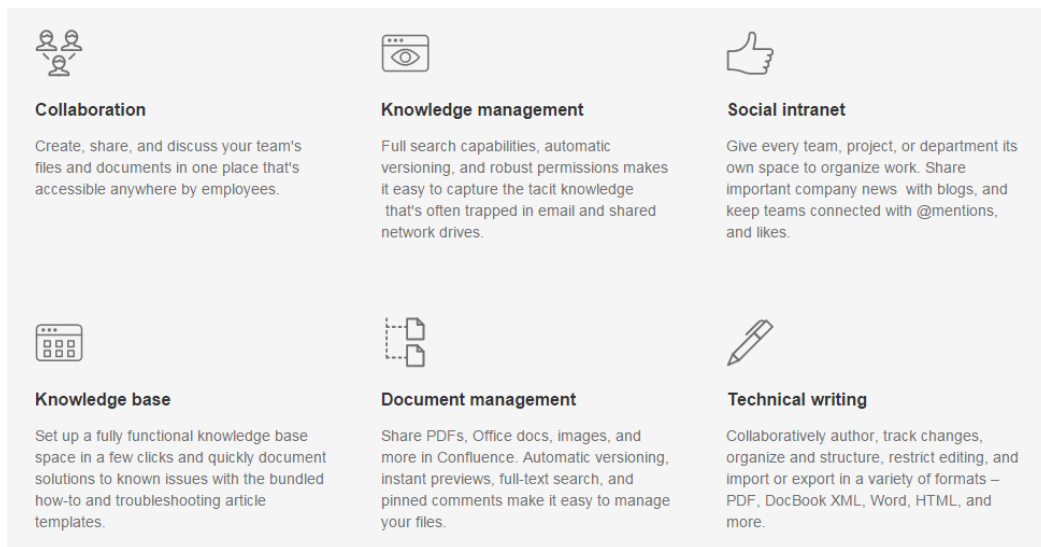 Collaboration
Create, share, and discuss your team's
files and documents in one place that's
accessible anywhere by employees.
Knowledge management
Full search capabilities, automatic
versioning, and robust permissions makes
it easy to capture the tacit knowledge
that's often trapped in email and shared
network drives.
Social intranet
Give every team, project, or department its
own space to organize work. Share
important company news  with blogs, and
keep teams connected with @mentions,
and likes.
Knowledge base
Set up a fully functional knowledge base
space in a few clicks and quickly document
solutions to known issues with the bundled
how-to and troubleshooting article
templates.
Document management
Share PDFs, Office docs, images, and
more in Confluence. Automatic versioning,
instant previews, full-text search, and
pinned comments make it easy to manage
your files.
Technical writing
Collaboratively author, track changes,
organize and structure, restrict editing, and
import or export in a variety of formats –
PDF, DocBook XML, Word, HTML, and
more.